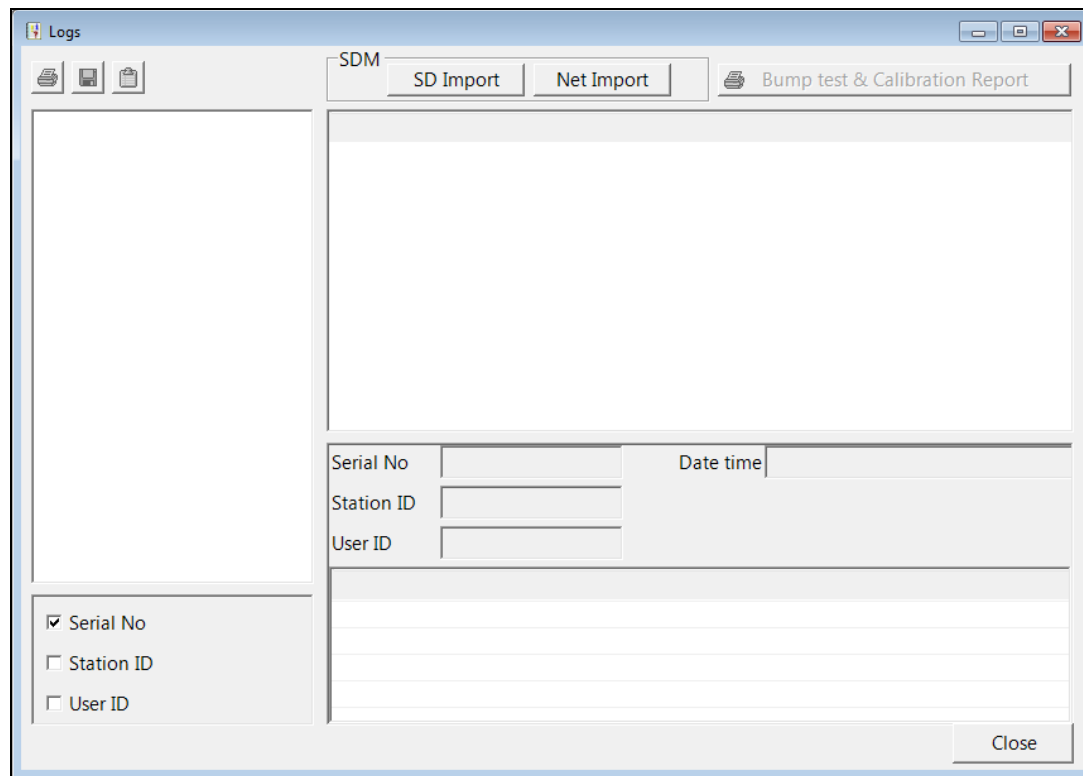 Logs
SDM
SD Import
Net Import
Bump test & Calibration Report
Serial No
Date time
Station ID
User ID
Serial No
Station ID
User ID
Close